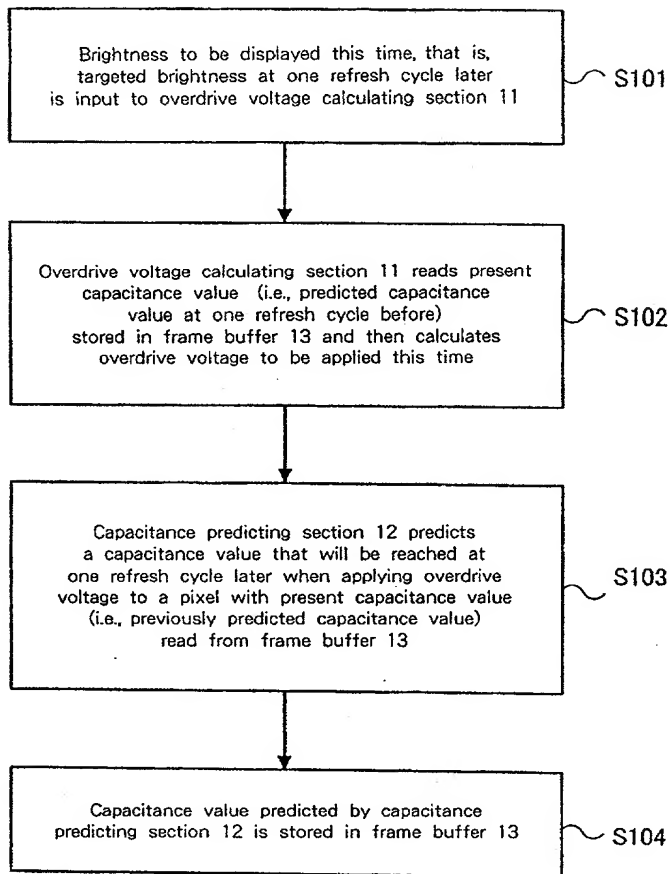 Brightness to be displayed this time, that is,
targeted brightness at one refresh cycle later
is input to overdrive voltage calculating section 11
S101
Overdrive voltage calculating section 11 reads present
capacitance value (i.e., predicted capacitance
value at one refresh cycle before)
stored in frame buffer 13 and then calculates
overdrive voltage to be applied this time
S102
Capacitance predicting section 12 predicts
a capacitance value that will be reached at
one refresh cycle later when applying overdrive
voltage to a pixel with present capacitance value
(i.e., previously predicted capacitance value)
read from frame buffer 13
S103
Capacitance value predicted by capacitance
predicting section 12 is stored in frame buffer 13
S104